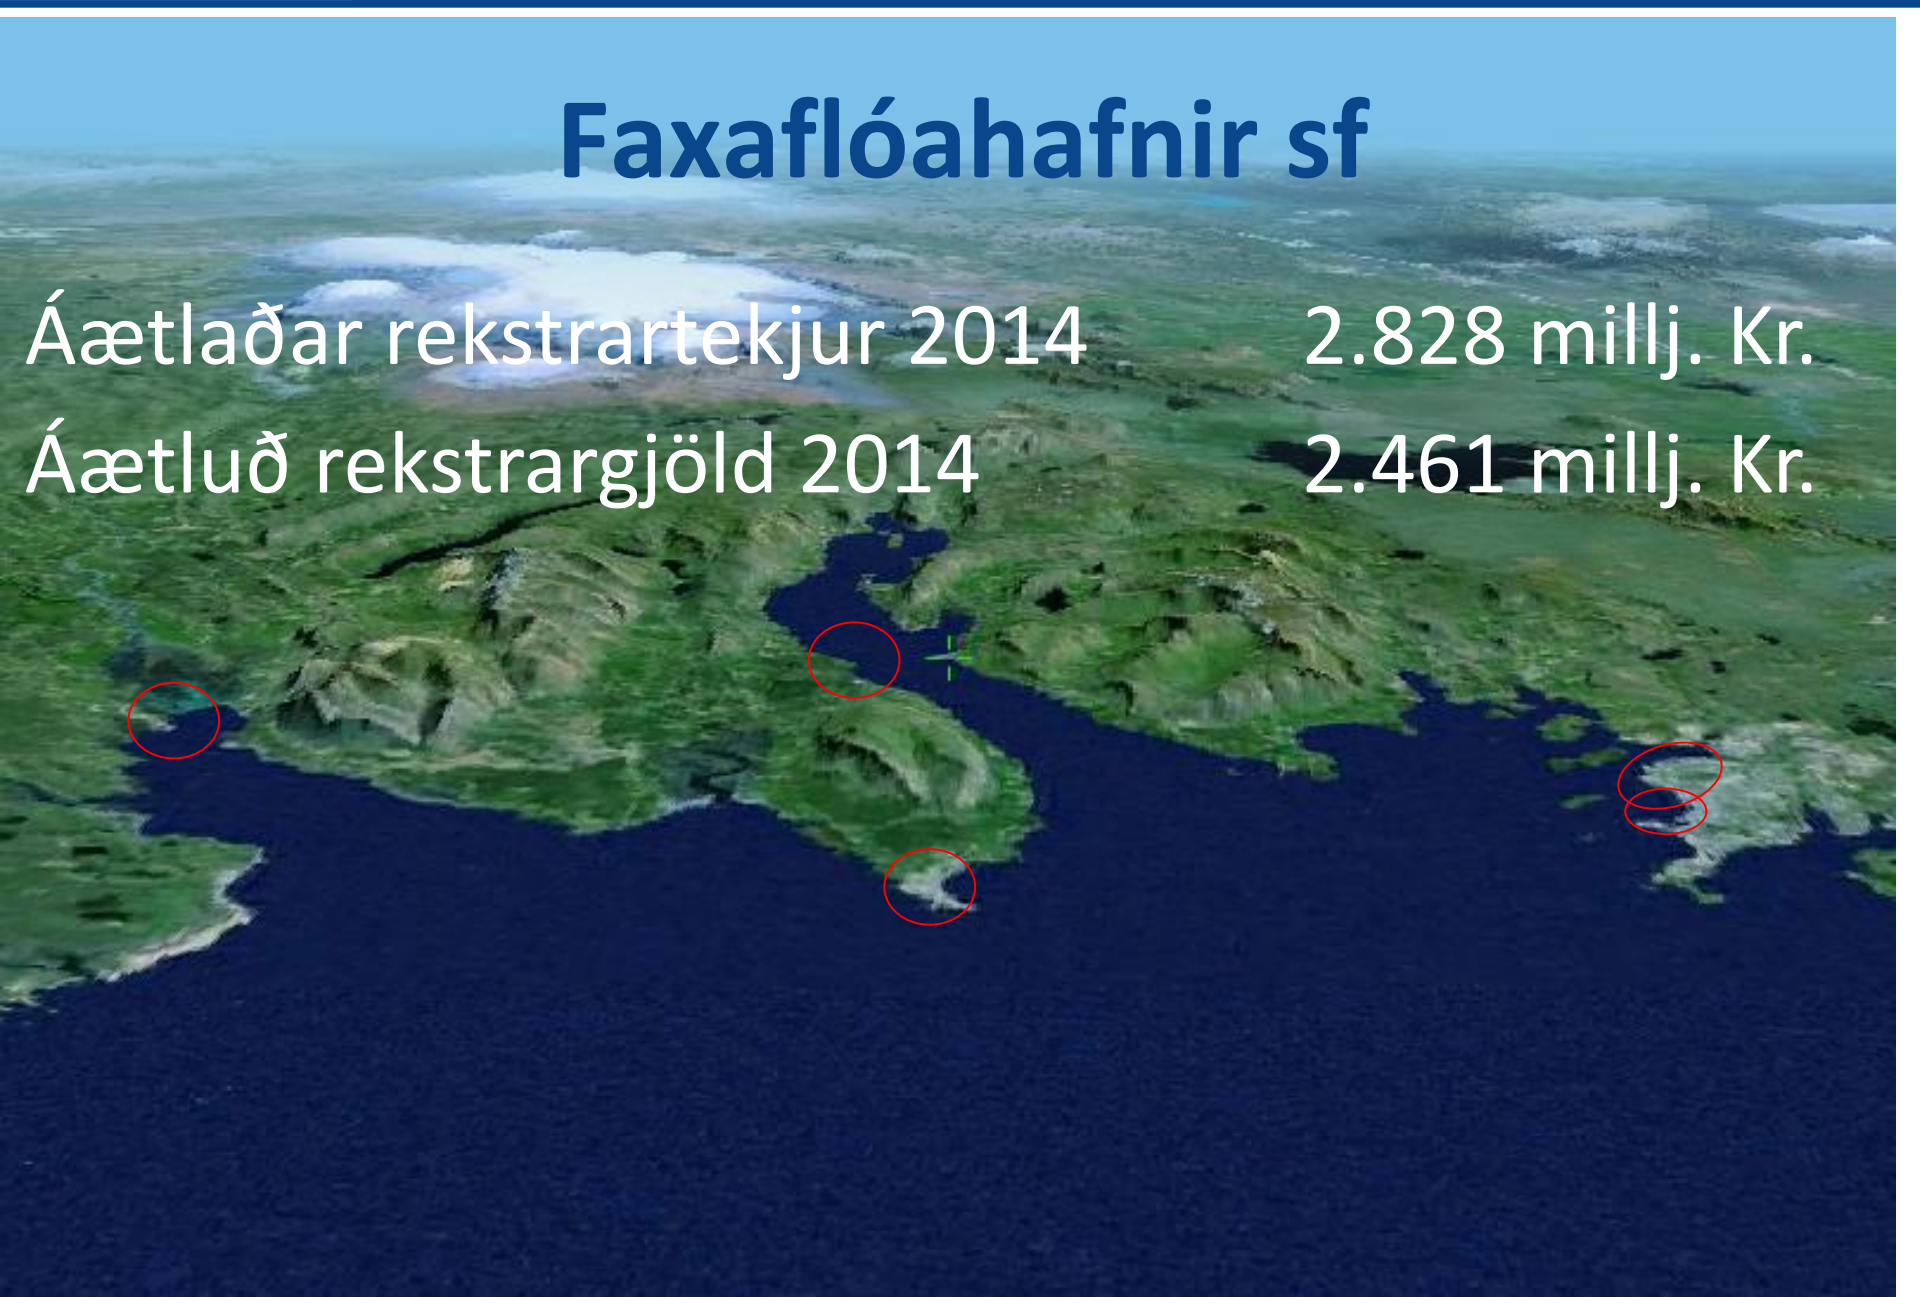 Faxaflóahafnir sf
Áætlaðar rekstrartekjur 2014 2.828 millj. Kr.
Áætluð rekstrargjöld 2014 2.461 millj. Kr.